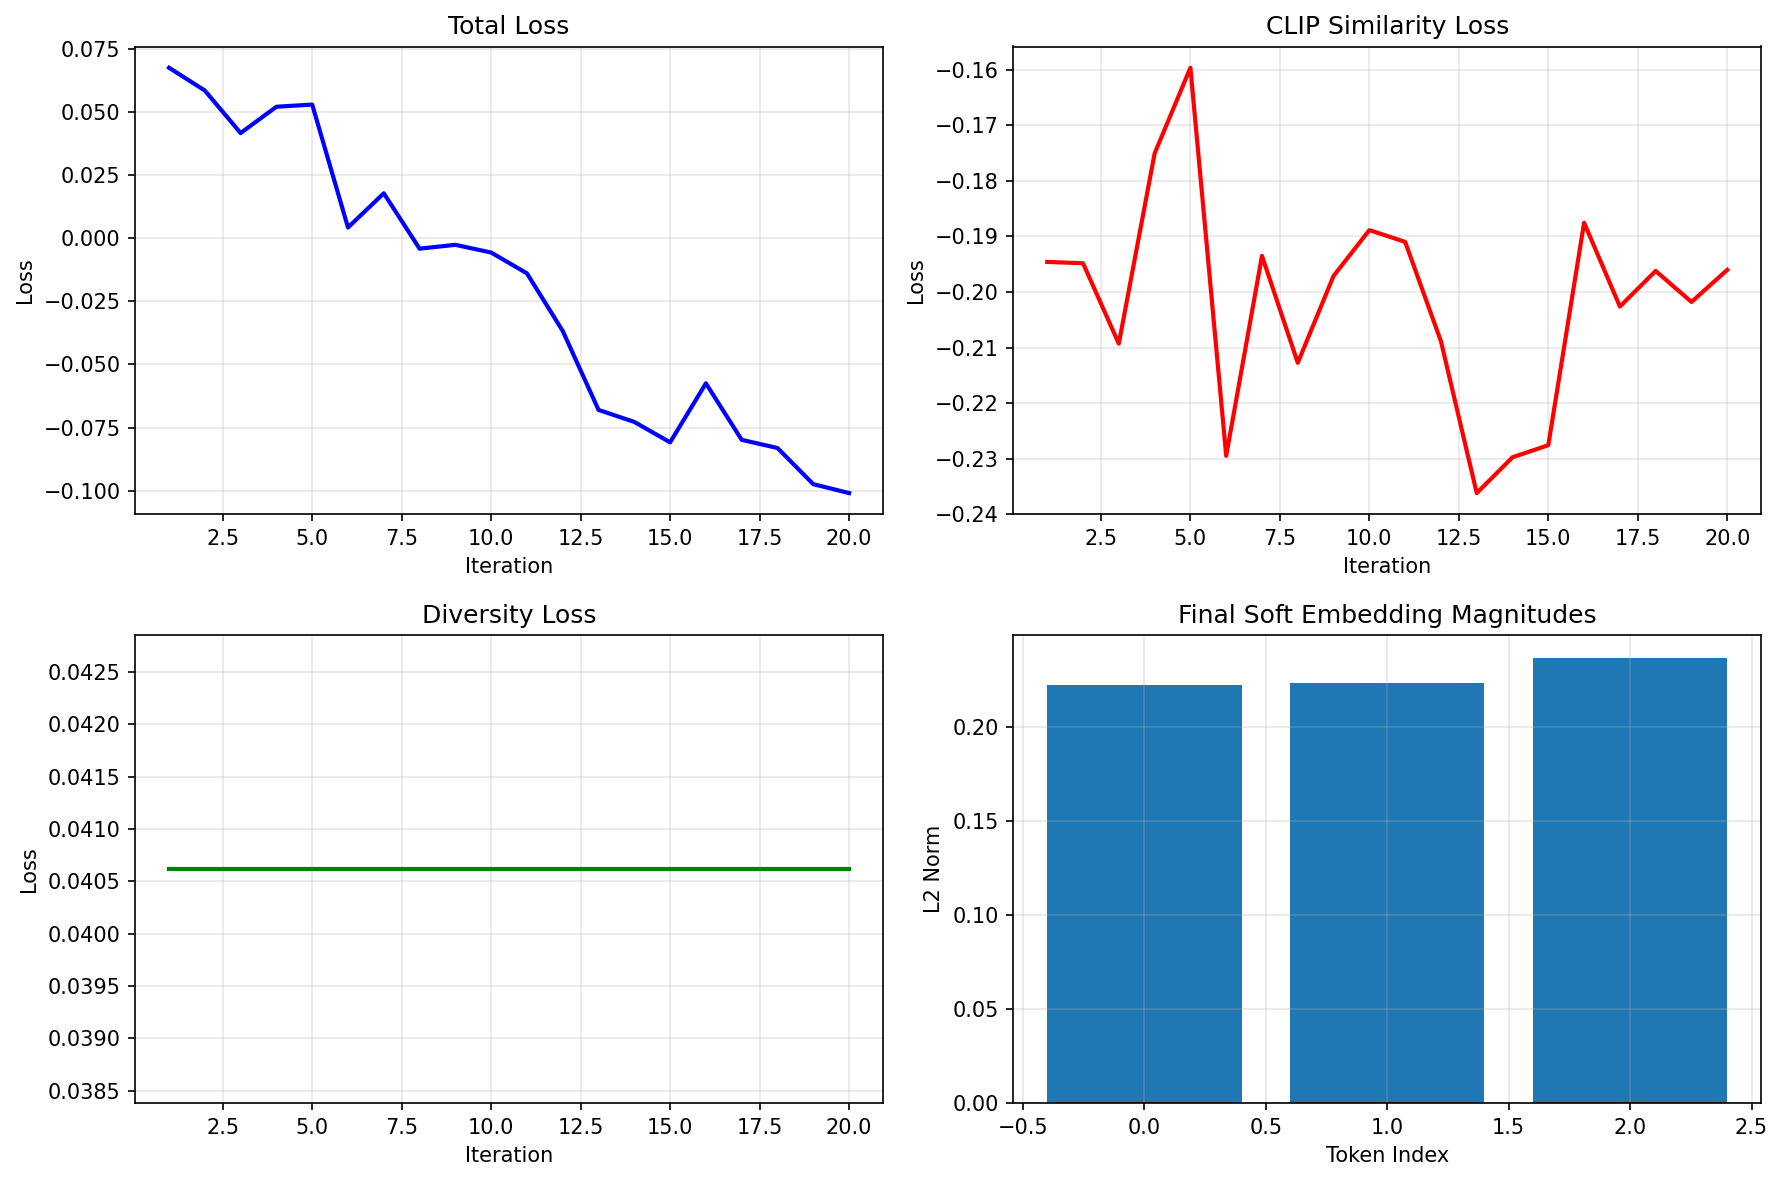 Total Loss
0.075
0.050
0.025
0.000
−0.025
−0.050
−0.075
−0.100
Loss
2.5 5.0 7.5 10.0 12.5 15.0 17.5 20.0
Iteration
CLIP Similarity Loss
−0.16
−0.17
−0.18
−0.19
−0.20
−0.21
−0.22
−0.23
−0.24
Loss
2.5 5.0 7.5 10.0 12.5 15.0 17.5 20.0
Iteration
Diversity Loss
0.0425
0.0420
0.0415
0.0410
0.0405
0.0400
0.0395
0.0390
0.0385
Loss
2.5 5.0 7.5 10.0 12.5 15.0 17.5 20.0
Iteration
Final Soft Embedding Magnitudes
0.20
0.15
0.10
0.05
0.00
L2 Norm
−0.5 0.0 0.5 1.0 1.5 2.0 2.5
Token Index